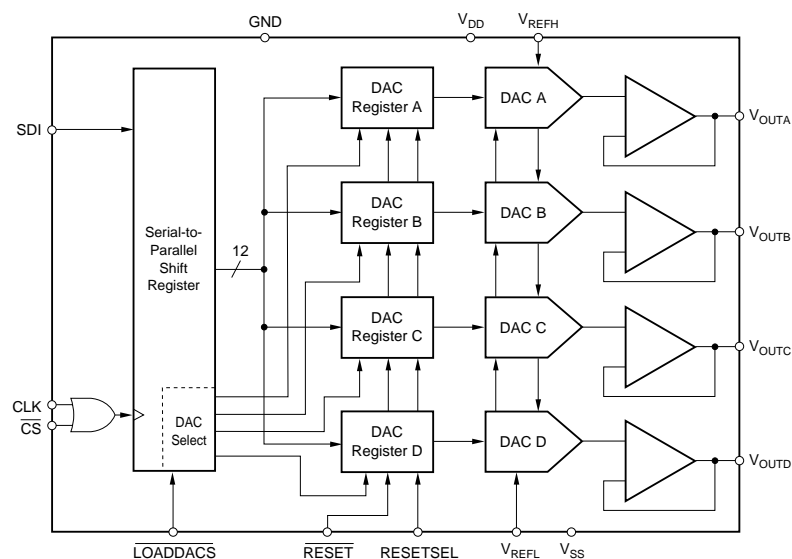 GND
VDD
VREFH
SDI
Serial-to-
Parallel
Shift
Register
12
DAC
Select
CLK
CS
DAC
Register A
DAC A
VOUTA
DAC
Register B
DAC B
VOUTB
DAC
Register C
DAC C
VOUTC
DAC
Register D
DAC D
VOUTD
LOADDACS
RESET
RESETSEL
VREFL
VSS